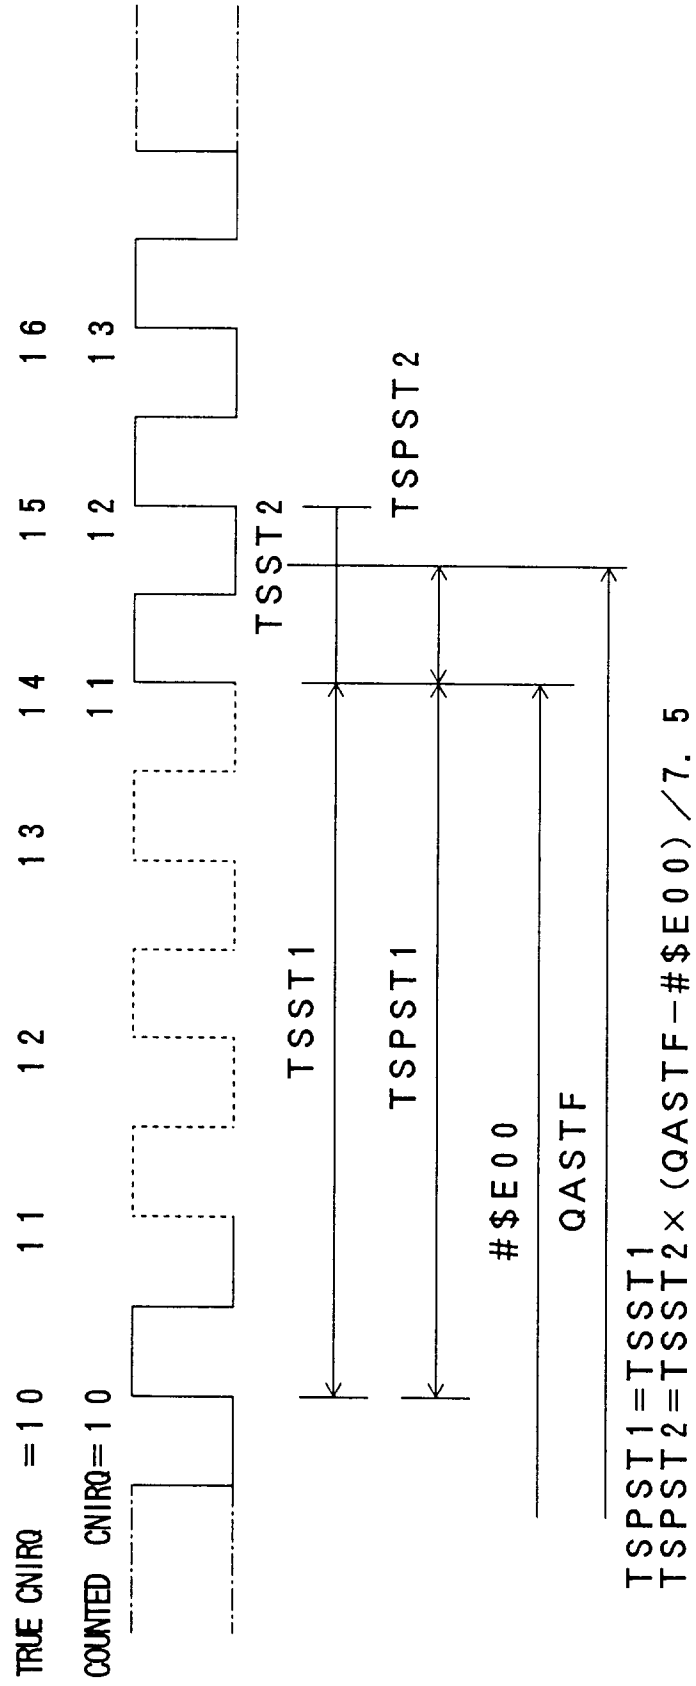 TRUE CNIRQ =10 11 12 13 14 15 16
COUNTED CNIRQ=10 11 12 13
TSST1 TSST2
TSPST1 TSPST2
#$E00
QASTF
TSPST1=TSST1
TSPST2=TSST2×(QASTF−#$E00)/7. 5